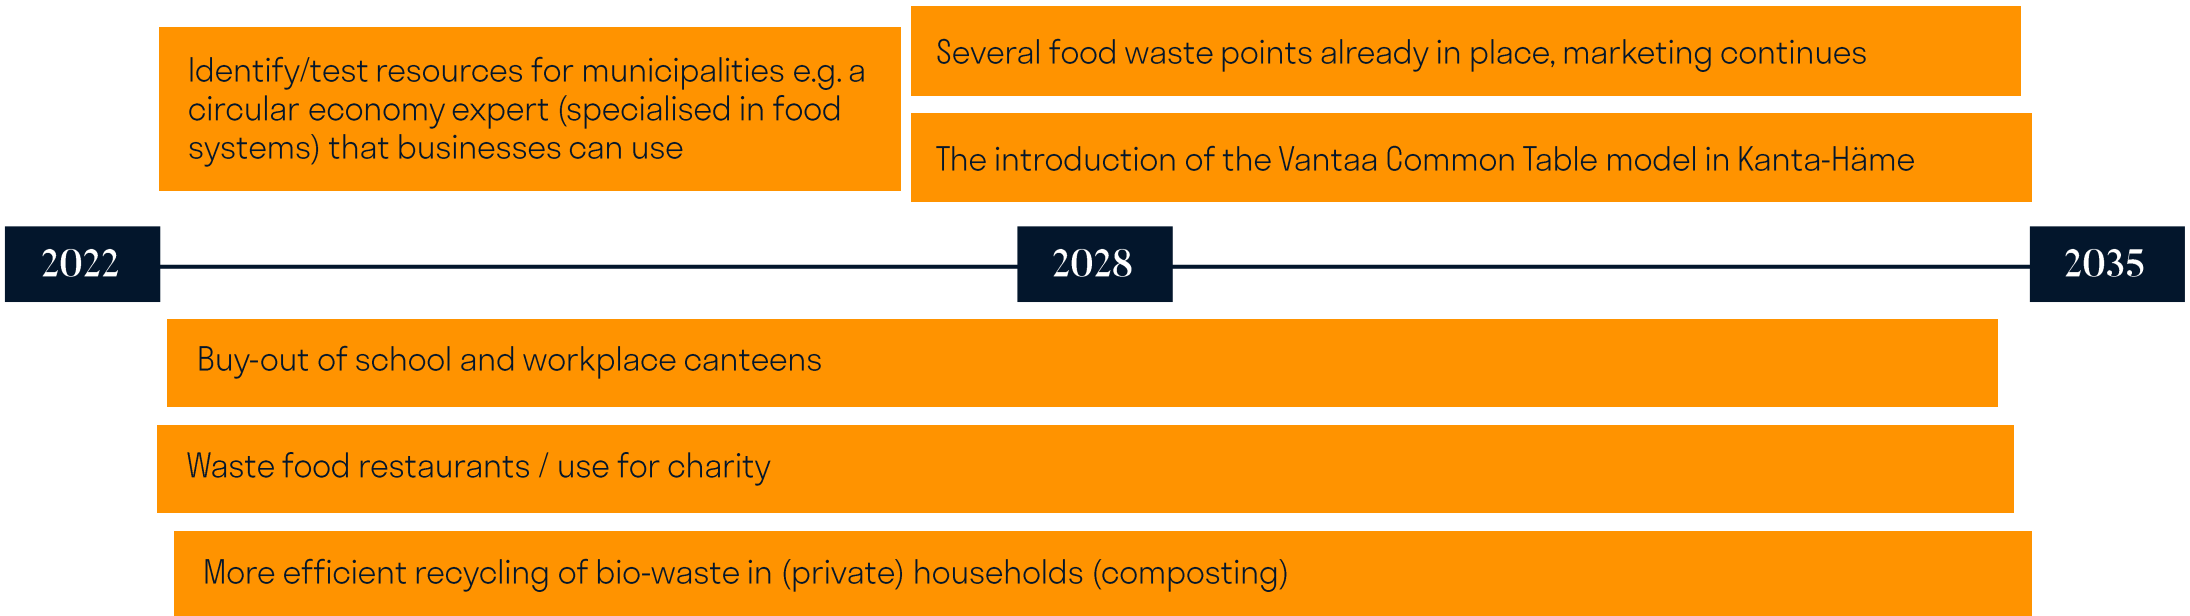 Identify/test resources for municipalities e.g. a
circular economy expert (specialised in food
systems) that businesses can use
Several food waste points already in place, marketing continues
The introduction of the Vantaa Common Table model in Kanta-Häme
2022
2028
2035
Buy-out of school and workplace canteens
Waste food restaurants / use for charity
More efficient recycling of bio-waste in (private) households (composting)